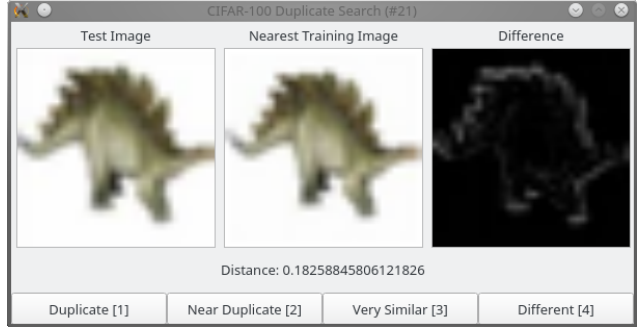 CIFAR-100 Duplicate Search (#21)
Test Image Nearest Training Image Difference
Distance: 0.18258845806121826
Duplicate [1] Near Duplicate [2] Very Similar [3] Different [4]